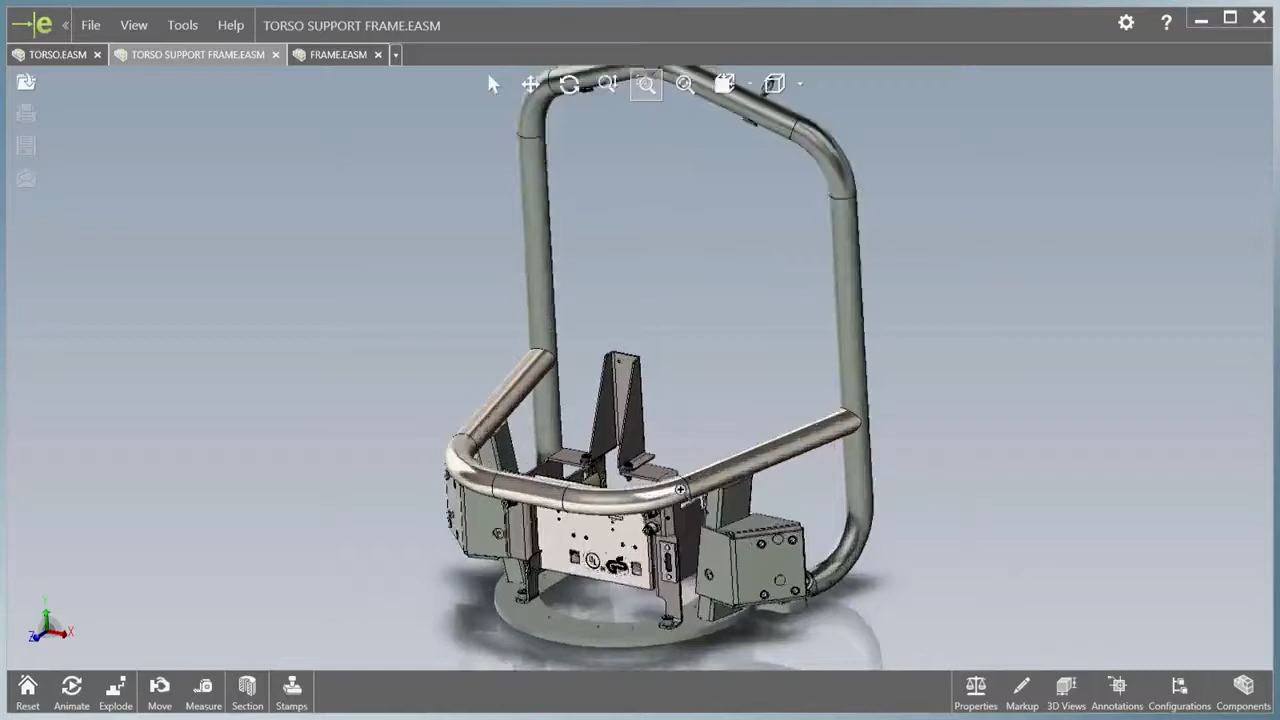 e « File View Tools Help TORSO SUPPORT FRAME.EASM ?
TORSO.EASM TORSO SUPPORT FRAME.EASM FRAME.EASM
Y
Z X
Reset Animate Explode Move Measure Section Stamps Properties Markup 3D Views Annotations Configurations Components